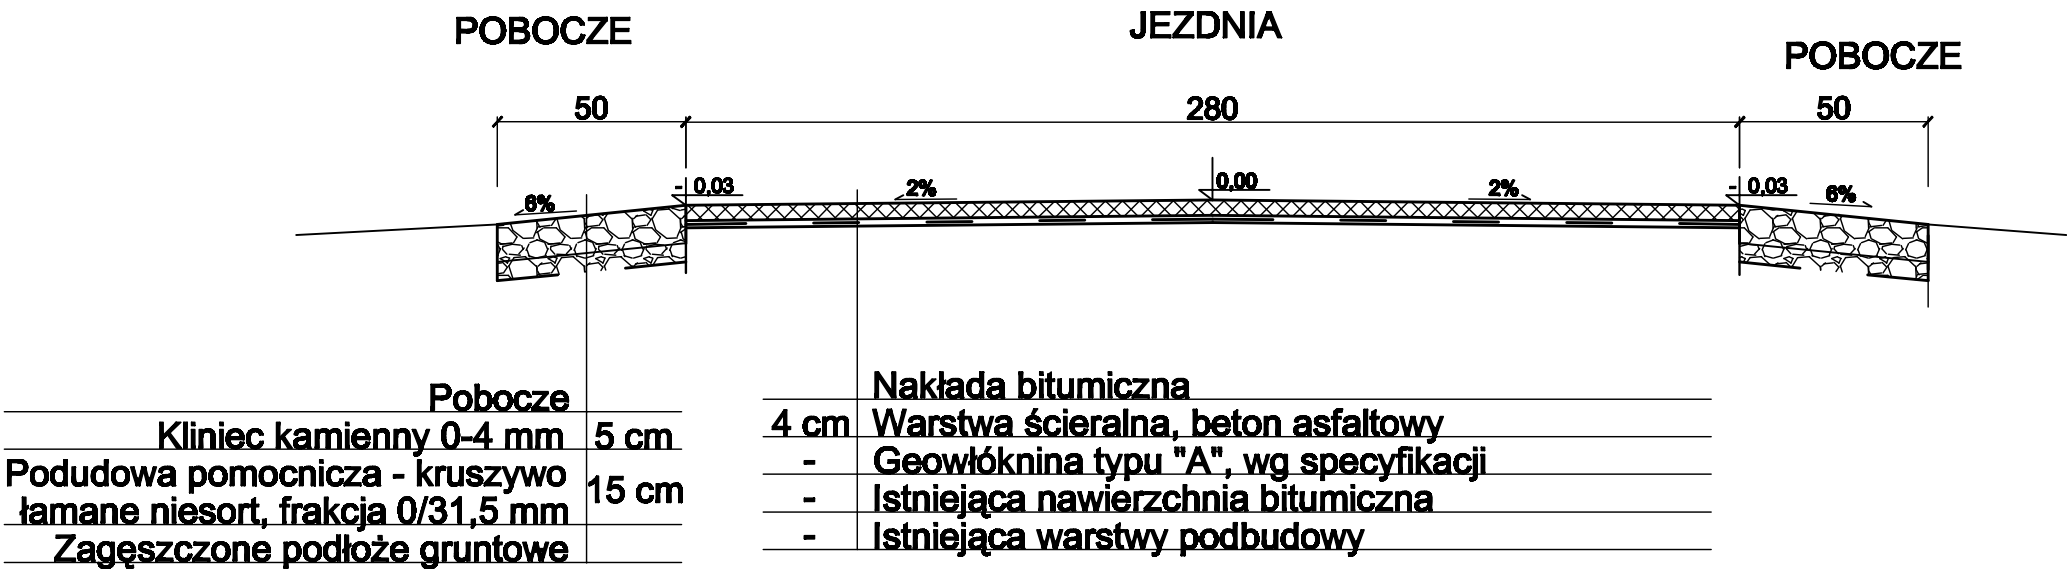 POBOCZE
JEZDNIA
POBOCZE
50
280
50
6%
- 0,03
2%
0,00
2%
- 0,03
6%
Pobocze
Kliniec kamienny 0-4 mm 5 cm
Podudowa pomocnicza - kruszywo
łamane niesort, frakcja 0/31,5 mm 15 cm
Zagęszczone podłoże gruntowe
Nakłada bitumiczna
4 cm Warstwa ścieralna, beton asfaltowy
- Geowłóknina typu "A", wg specyfikacji
- Istniejąca nawierzchnia bitumiczna
- Istniejąca warstwy podbudowy